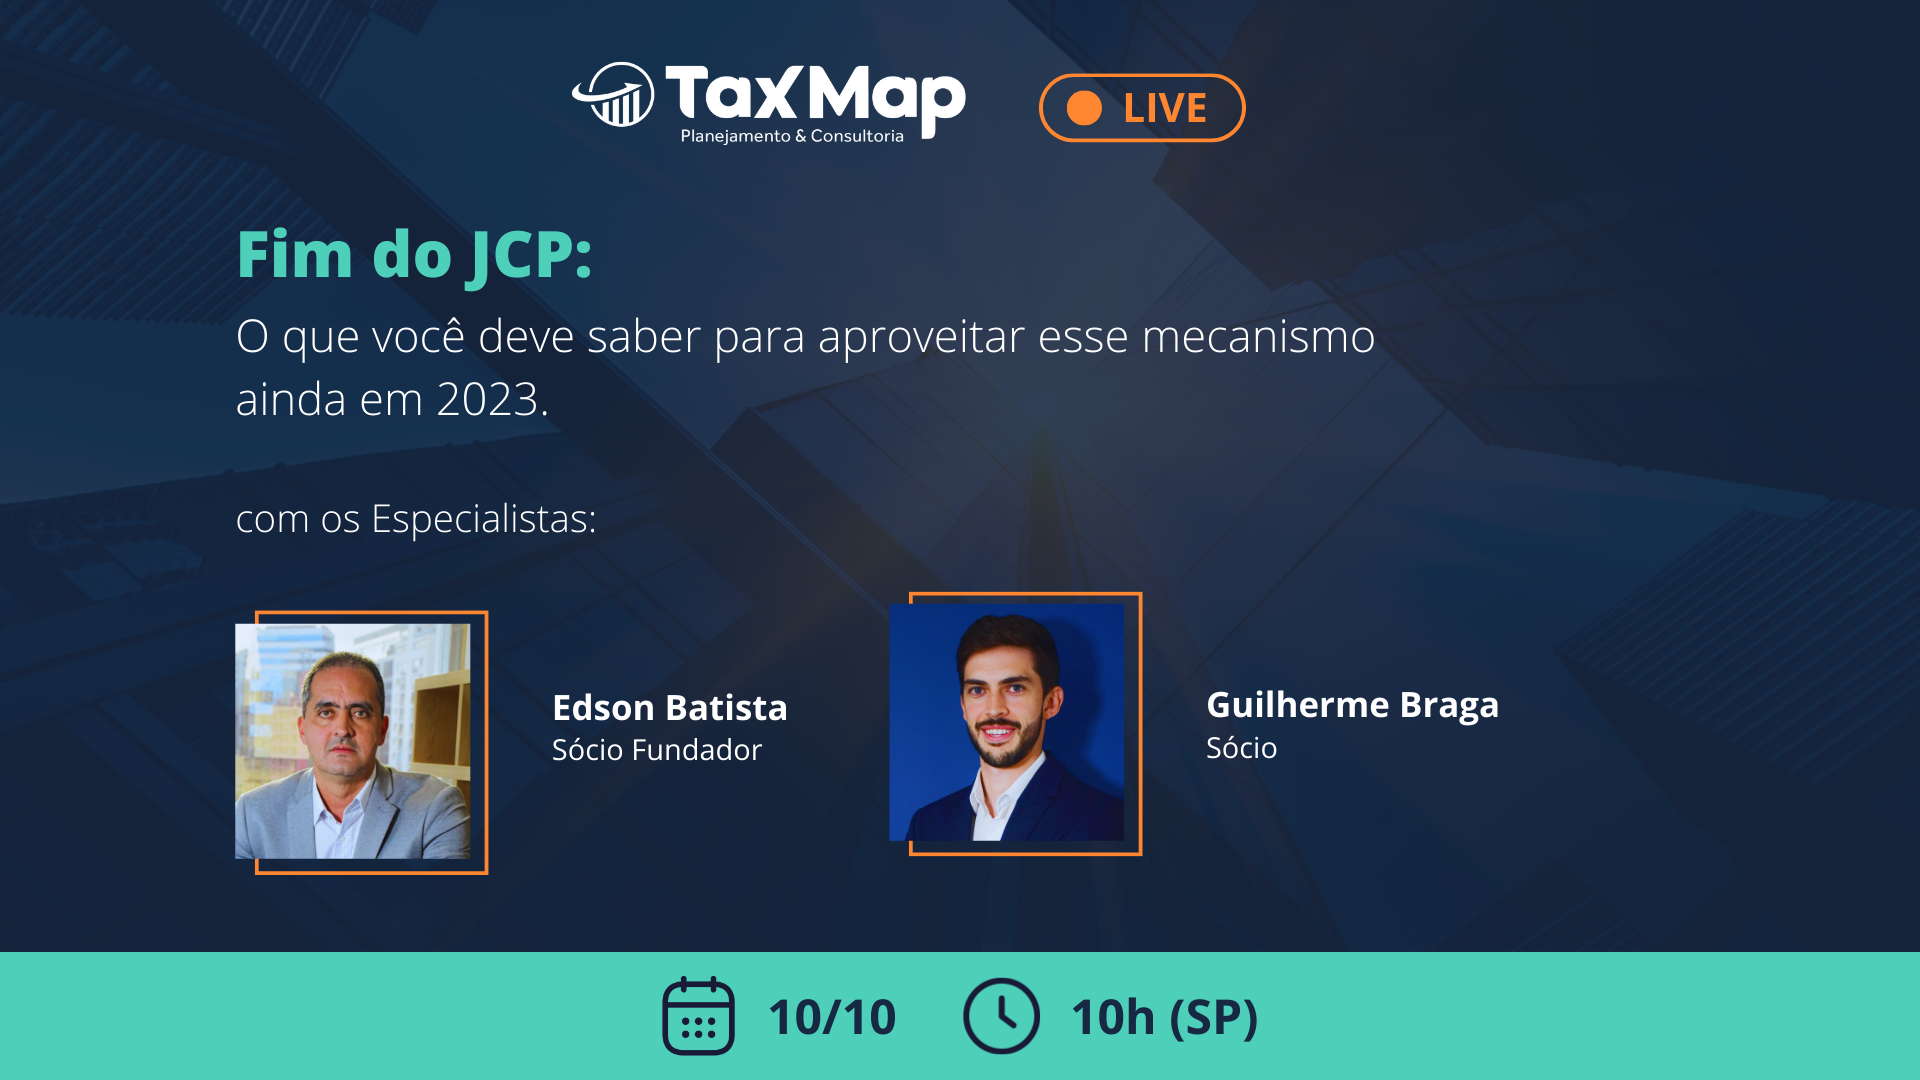 TaxMap
Planejamento & Consultoria
LIVE
Fim do JCP:
O que você deve saber para aproveitar esse mecanismo
ainda em 2023.
com os Especialistas:
Edson Batista
Sócio Fundador
Guilherme Braga
Sócio
10/10
10h (SP)